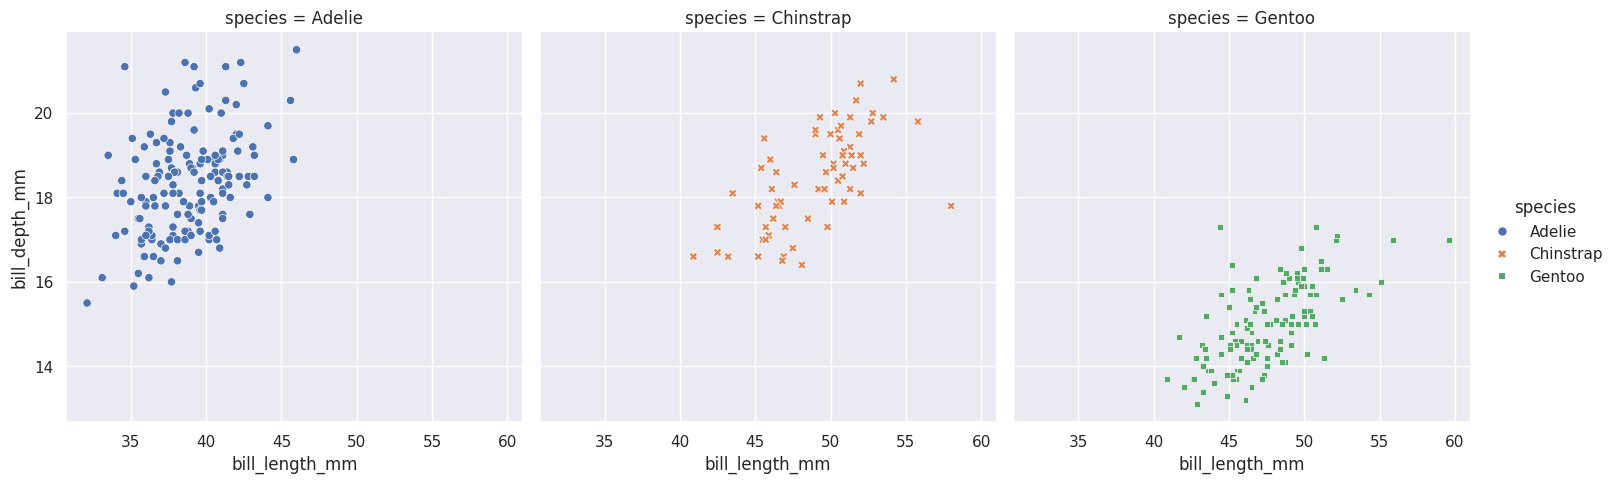 species = Adelie
species = Chinstrap
species = Gentoo
bill_depth_mm
20
18
16
14
35 40 45 50 55 60
35 40 45 50 55 60
35 40 45 50 55 60
bill_length_mm
bill_length_mm
bill_length_mm
species
Adelie
Chinstrap
Gentoo